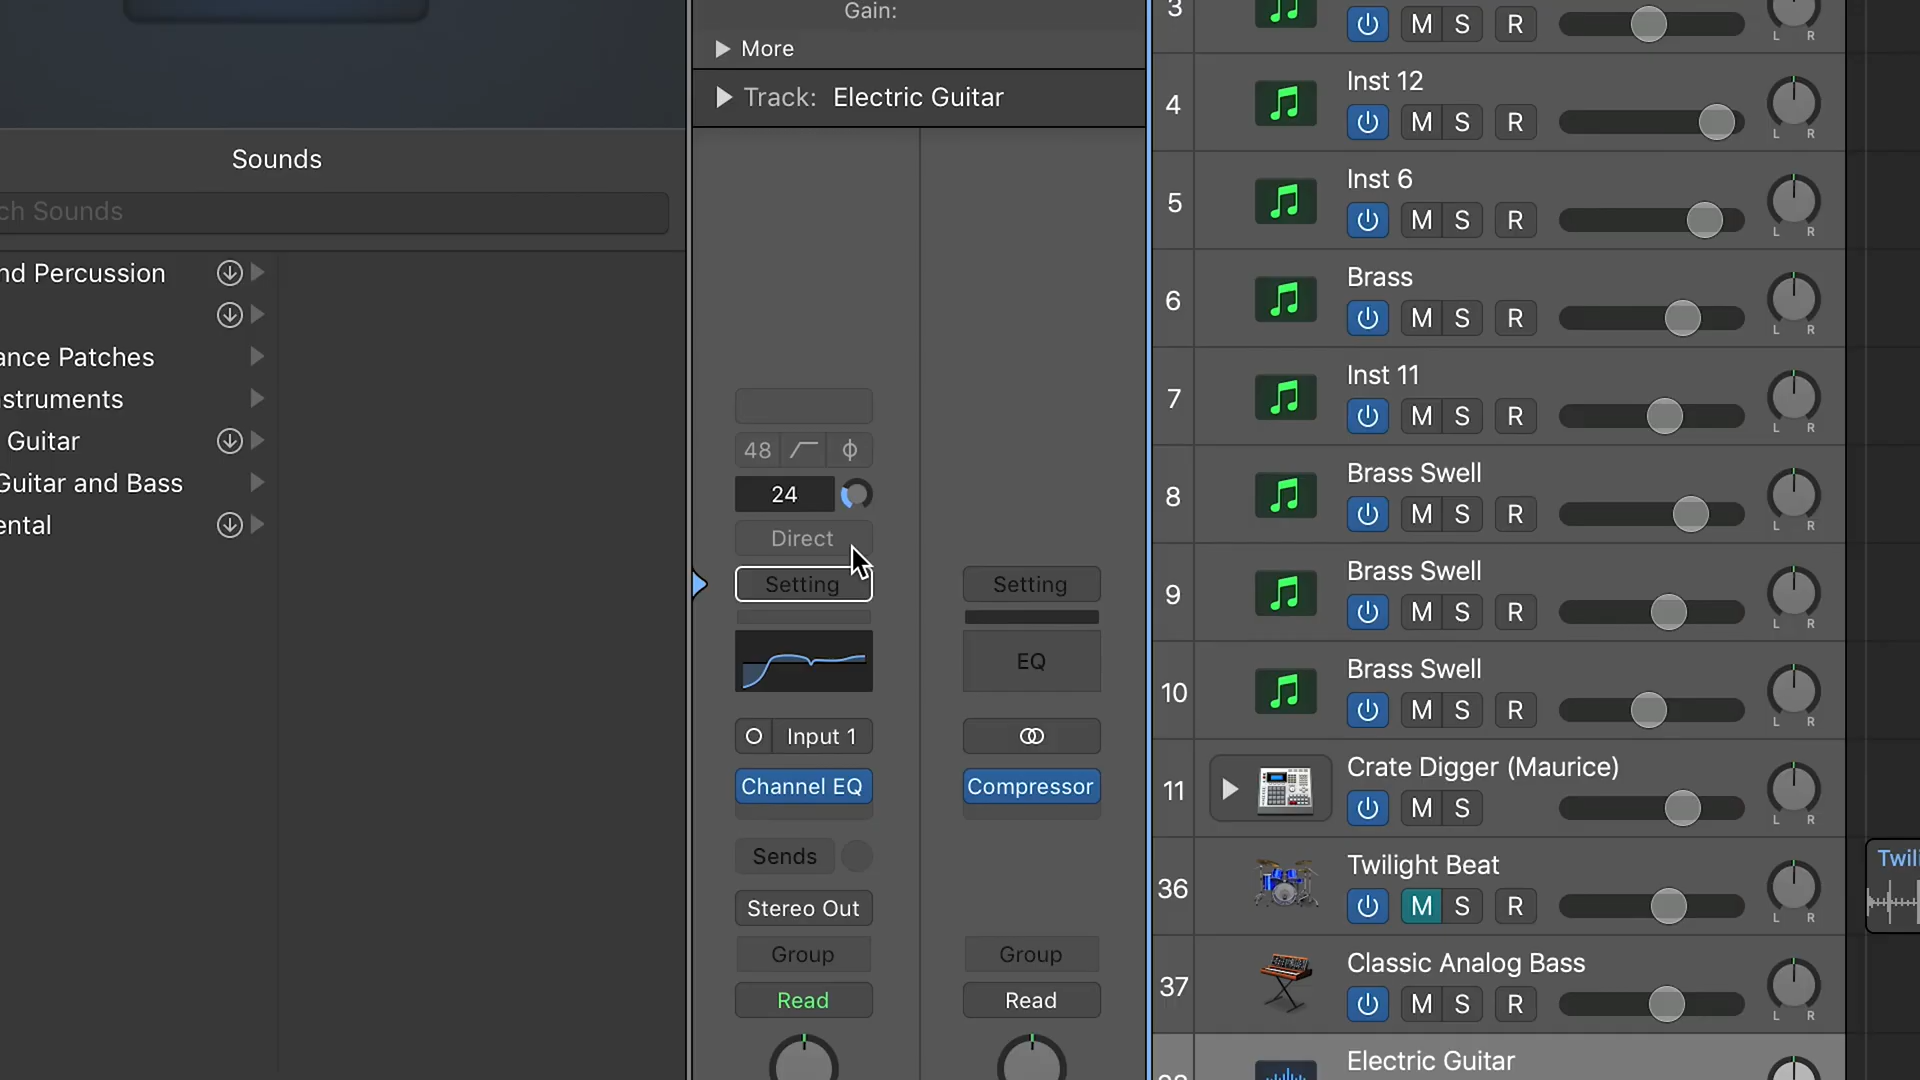 Sounds
ch Sounds
nd Percussion
ance Patches
nstruments
Guitar
Guitar and Bass
ental
Gain:
More
Track: Electric Guitar
48
24
Direct
Setting
Input 1
Channel EQ
Sends
Stereo Out
Group
Read
Setting
EQ
Compressor
Group
Read
3
M S R
L R
4
Inst 12
M S R
L R
5
Inst 6
M S R
L R
6
Brass
M S R
L R
7
Inst 11
M S R
L R
8
Brass Swell
M S R
L R
9
Brass Swell
M S R
L R
10
Brass Swell
M S R
L R
11
Crate Digger (Maurice)
M S
L R
36
Twilight Beat
M S R
L R
37
Classic Analog Bass
M S R
L R
Electric Guitar
Twili